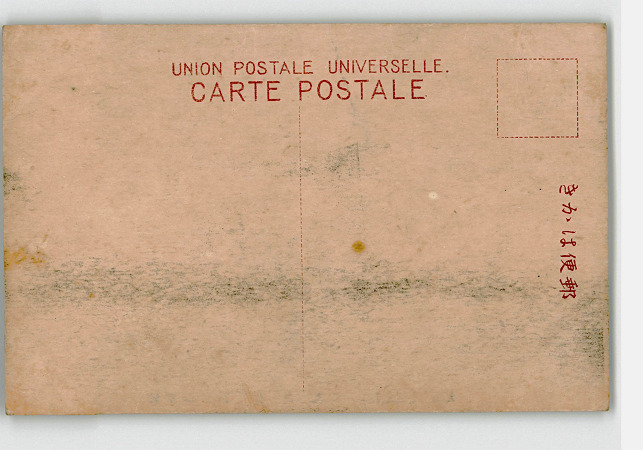 UNION POSTALE UNIVERSELLE.
CARTE POSTALE
きかは便郵